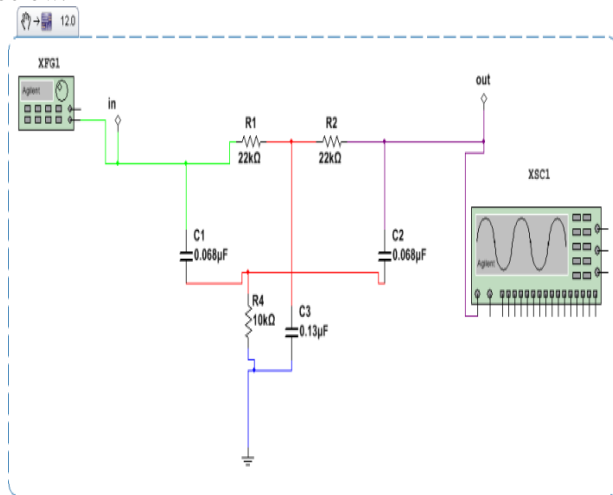 12.0
XFG1
Agilent
in
out
R1
22kΩ
R2
22kΩ
XSC1
Agilent
C1
0.068µF
C2
0.068µF
R4
10kΩ
C3
0.13µF